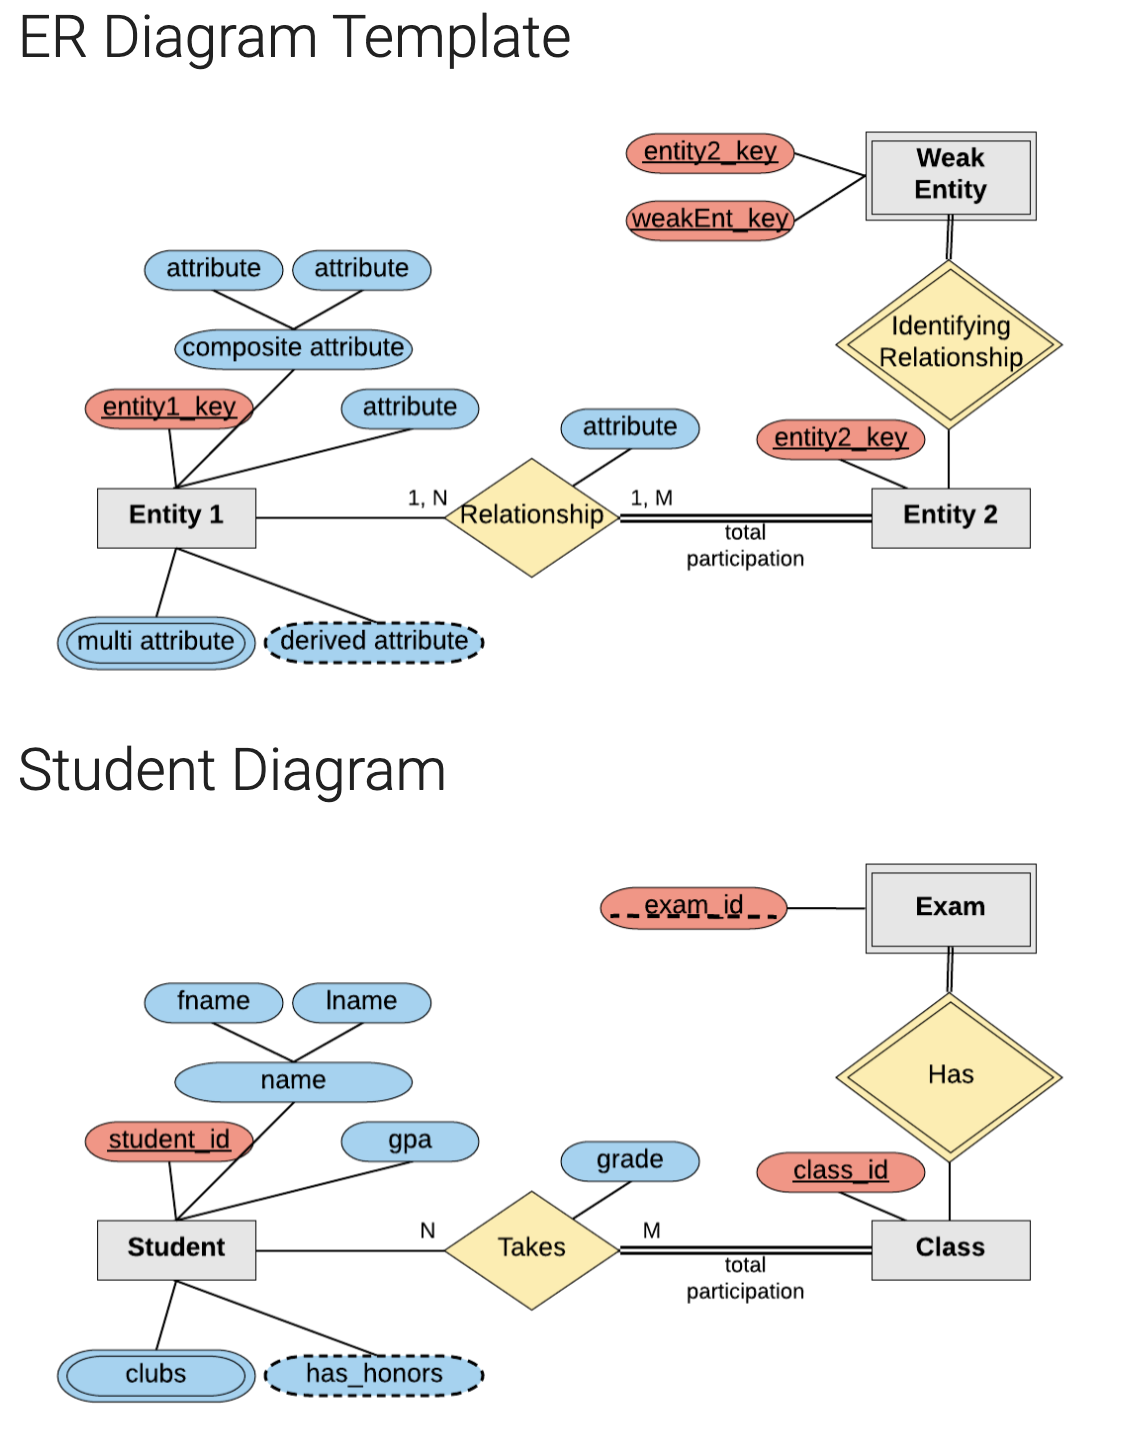 ER Diagram Template
entity2_key
Weak
Entity
weakEnt_key
attribute
attribute
composite attribute
Identifying
Relationship
entity1_key
attribute
attribute
entity2_key
1, N
1, M
Entity 1
Relationship
Entity 2
total
participation
multi attribute
derived attribute
Student Diagram
exam_id
Exam
fname
lname
name
Has
student_id
gpa
grade
class_id
N
M
Student
Takes
Class
total
participation
clubs
has_honors